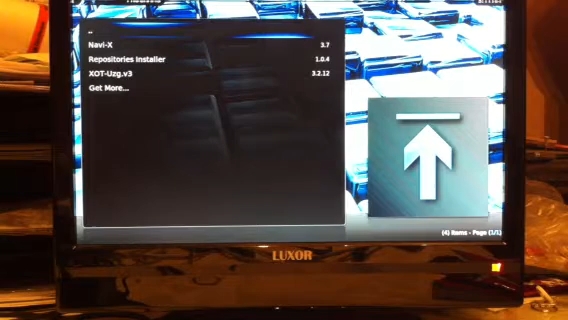 ..
Navi-X 3.7
Repositories Installer 1.0.4
XOT-Uzg.v3 3.2.12
Get More...
(4) Items - Page (1/1)
LUXOR